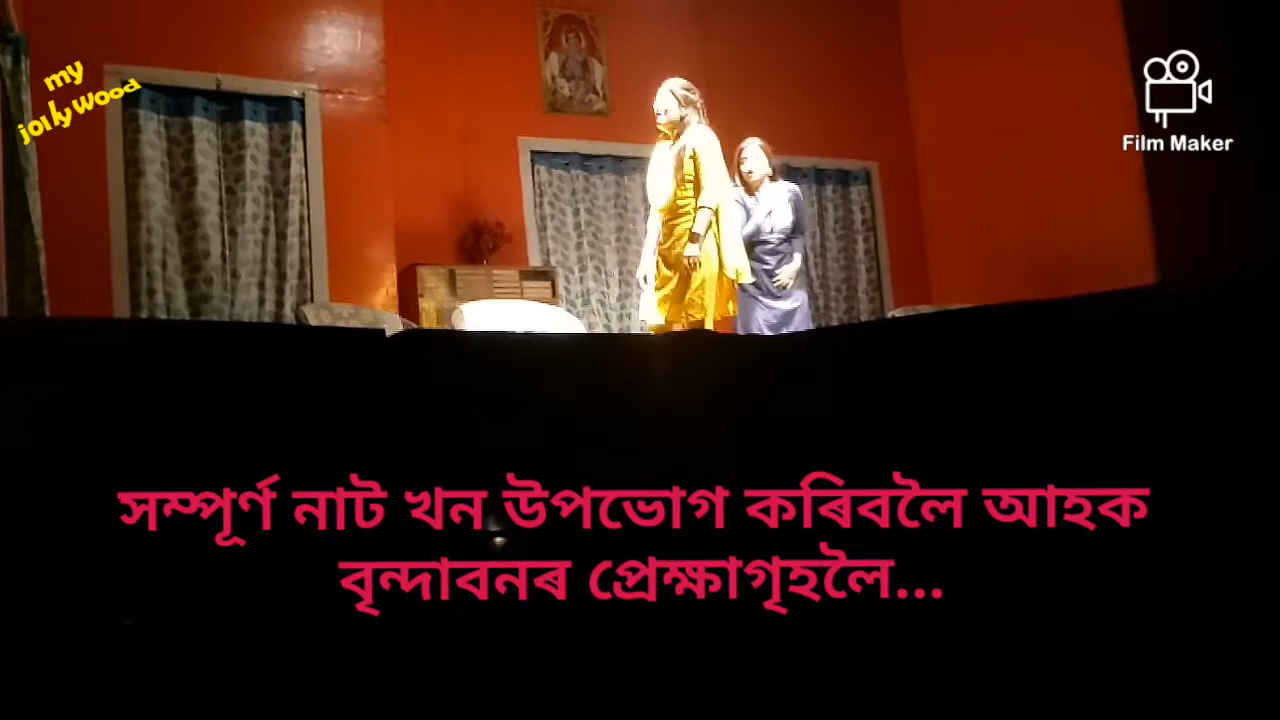 my
jollywood
Film Maker
সম্পূৰ্ণ নাট খন উপভোগ কৰিবলৈ আহক
বৃন্দাবনৰ প্ৰেক্ষাগৃহলৈ...